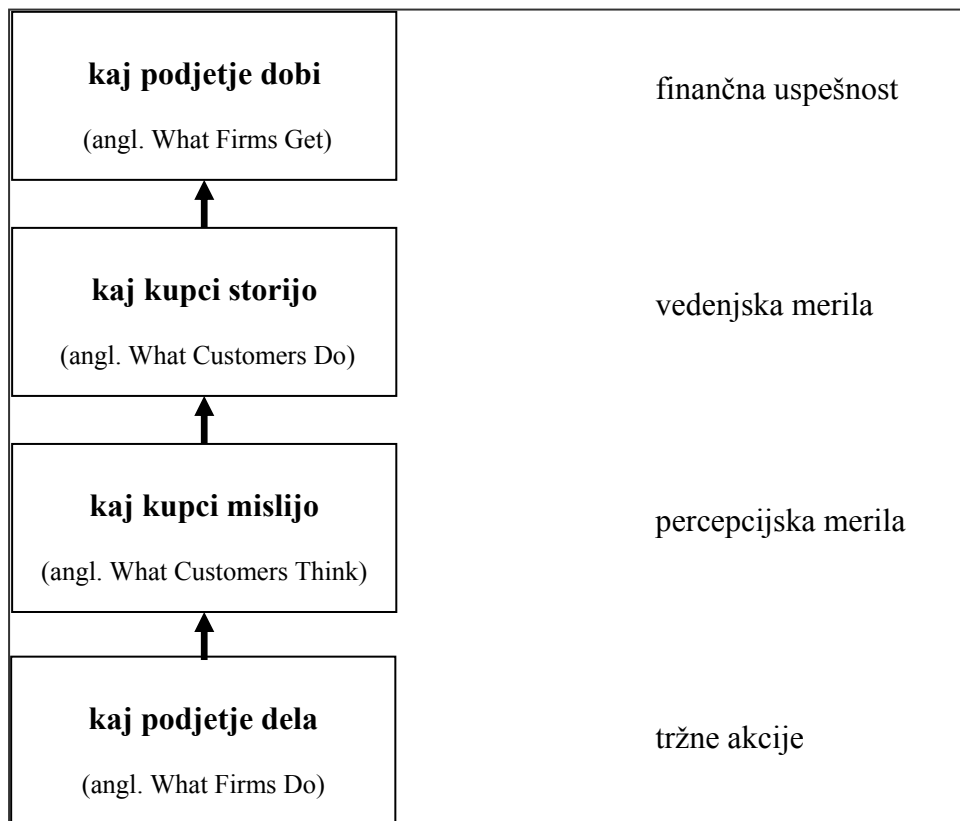 kaj podjetje dobi
(angl. What Firms Get)
finančna uspešnost
kaj kupci storijo
(angl. What Customers Do)
vedenjska merila
kaj kupci mislijo
(angl. What Customers Think)
percepcijska merila
kaj podjetje dela
(angl. What Firms Do)
tržne akcije